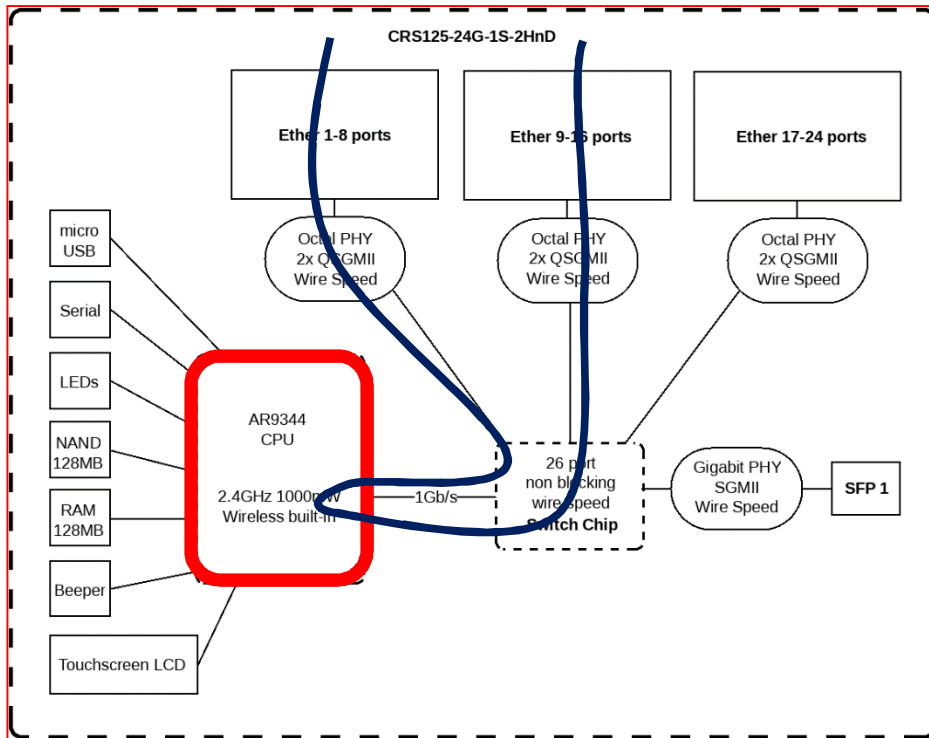 CRS125-24G-1S-2HnD
Ether 1-8 ports
Ether 9-16 ports
Ether 17-24 ports
Octal PHY
2x QSGMII
Wire Speed
Octal PHY
2x QSGMII
Wire Speed
Octal PHY
2x QSGMII
Wire Speed
micro
USB
Serial
LEDs
NAND
128MB
RAM
128MB
Beeper
Touchscreen LCD
AR9344
CPU
2.4GHz 1000mW
Wireless built-in
1Gb/s
26 port
non blocking
wire speed
Switch Chip
Gigabit PHY
SGMII
Wire Speed
SFP 1